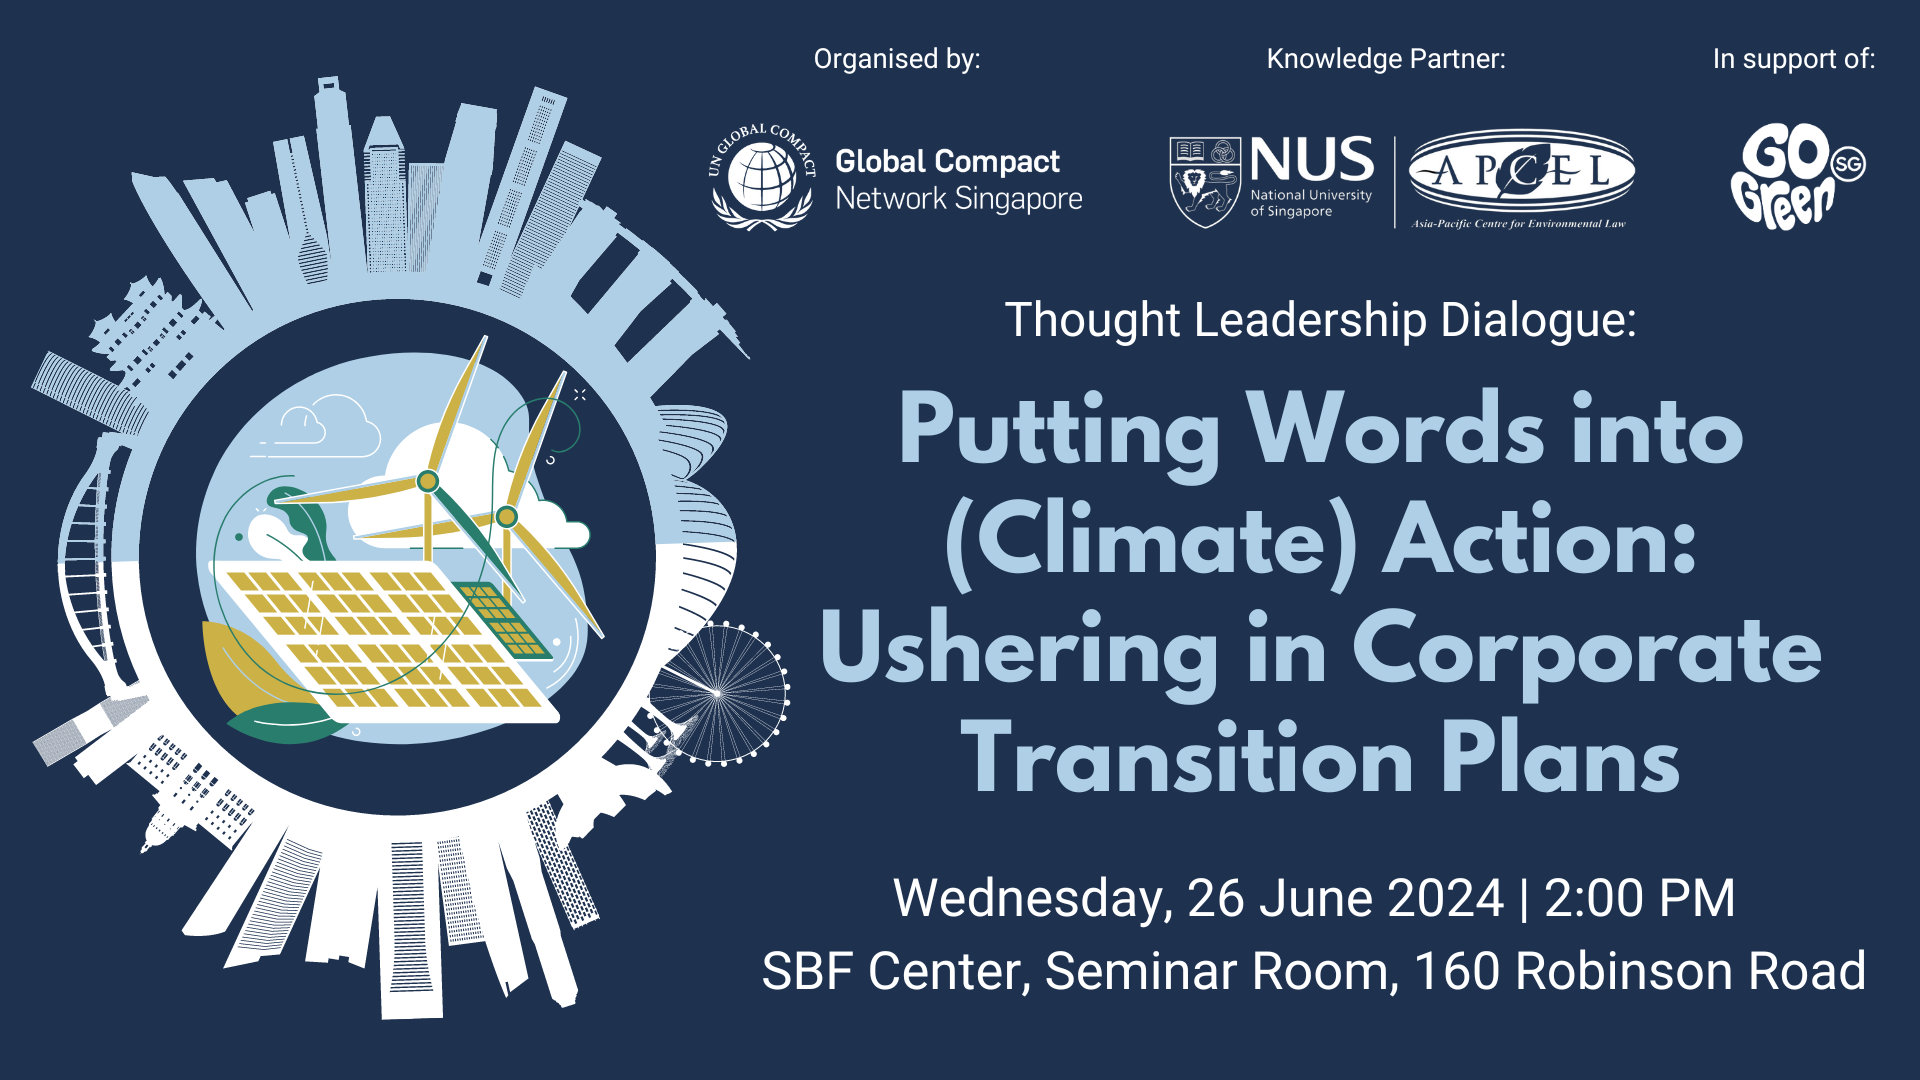 Organised by:
Knowledge Partner:
In support of:
UN GLOBAL COMPACT
Global Compact
Network Singapore
NUS
National University
of Singapore
APCEL
Asia-Pacific Centre for Environmental Law
GO
Green
SG
Thought Leadership Dialogue:
Putting Words into
(Climate) Action:
Ushering in Corporate
Transition Plans
Wednesday, 26 June 2024 | 2:00 PM
SBF Center, Seminar Room, 160 Robinson Road